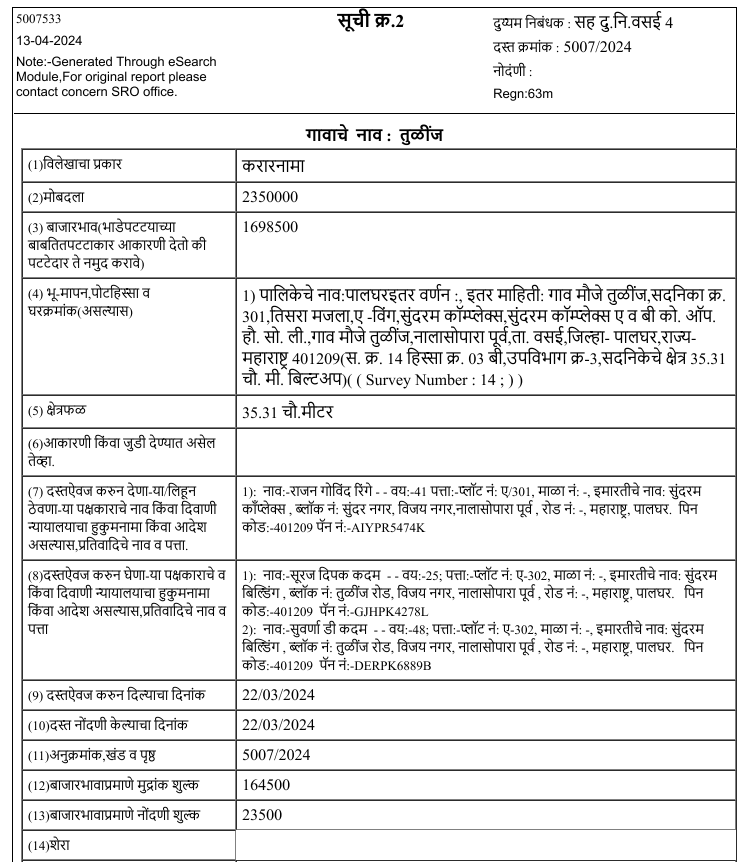 5007533
13-04-2024
Note:-Generated Through eSearch
Module,For original report please
contact concern SRO office.
सूची क्र.2
दुय्यम निबंधक : सह दु.नि.वसई 4
दस्त क्रमांक : 5007/2024
नोदंणी :
Regn:63m
गावाचे नाव : तुळींज
(1)विलेखाचा प्रकार
करारनामा
(2)मोबदला
2350000
(3) बाजारभाव(भाडेपटटयाच्या
बाबतितपटटाकार आकारणी देतो की
पटटेदार ते नमुद करावे)
1698500
(4) भू-मापन,पोटहिस्सा व
घरक्रमांक(असल्यास)
1) पालिकेचे नाव:पालघरइतर वर्णन :, इतर माहिती: गाव मौजे तुळींज,सदनिका क्र.
301,तिसरा मजला,ए -विंग,सुंदरम कॉम्प्लेक्स,सुंदरम कॉम्प्लेक्स ए व बी को. ऑप.
हौ. सो. ली.,गाव मौजे तुळींज,नालासोपारा पूर्व,ता. वसई,जिल्हा- पालघर,राज्य-
महाराष्ट्र 401209(स. क्र. 14 हिस्सा क्र. 03 बी,उपविभाग क्र-3,सदनिकेचे क्षेत्र 35.31
चौ. मी. बिल्टअप)( ( Survey Number : 14 ; ) )
(5) क्षेत्रफळ
35.31 चौ.मीटर
(6)आकारणी किंवा जुडी देण्यात असेल
तेव्हा.
(7) दस्तऐवज करुन देणा-या/लिहून
ठेवणा-या पक्षकाराचे नाव किंवा दिवाणी
न्यायालयाचा हुकुमनामा किंवा आदेश
असल्यास,प्रतिवादिचे नाव व पत्ता.
1): नाव:-राजन गोविंद रिंगे - - वय:-41 पत्ता:-प्लॉट नं: ए/301, माळा नं: -, इमारतीचे नाव: सुंदरम
कॉंप्लेक्स , ब्लॉक नं: सुंदर नगर, विजय नगर,नालासोपारा पूर्व , रोड नं: -, महाराष्ट्र, पालघर. पिन
कोड:-401209 पॅन नं:-AIYPR5474K
(8)दस्तऐवज करुन घेणा-या पक्षकाराचे व
किंवा दिवाणी न्यायालयाचा हुकुमनामा
किंवा आदेश असल्यास,प्रतिवादिचे नाव व
पत्ता
1): नाव:-सूरज दिपक कदम - - वय:-25; पत्ता:-प्लॉट नं: ए-302, माळा नं: -, इमारतीचे नाव: सुंदरम
बिल्डिंग , ब्लॉक नं: तुळींज रोड, विजय नगर, नालासोपारा पूर्व , रोड नं: -, महाराष्ट्र, पालघर. पिन
कोड:-401209 पॅन नं:-GJHPK4278L
2): नाव:-सुवर्णा डी कदम - - वय:-48; पत्ता:-प्लॉट नं: ए-302, माळा नं: -, इमारतीचे नाव: सुंदरम
बिल्डिंग , ब्लॉक नं: तुळींज रोड, विजय नगर, नालासोपारा पूर्व , रोड नं: -, महाराष्ट्र, पालघर. पिन
कोड:-401209 पॅन नं:-DERPK6889B
(9) दस्तऐवज करुन दिल्याचा दिनांक
22/03/2024
(10)दस्त नोंदणी केल्याचा दिनांक
22/03/2024
(11)अनुक्रमांक,खंड व पृष्ठ
5007/2024
(12)बाजारभावाप्रमाणे मुद्रांक शुल्क
164500
(13)बाजारभावाप्रमाणे नोंदणी शुल्क
23500
(14)शेरा